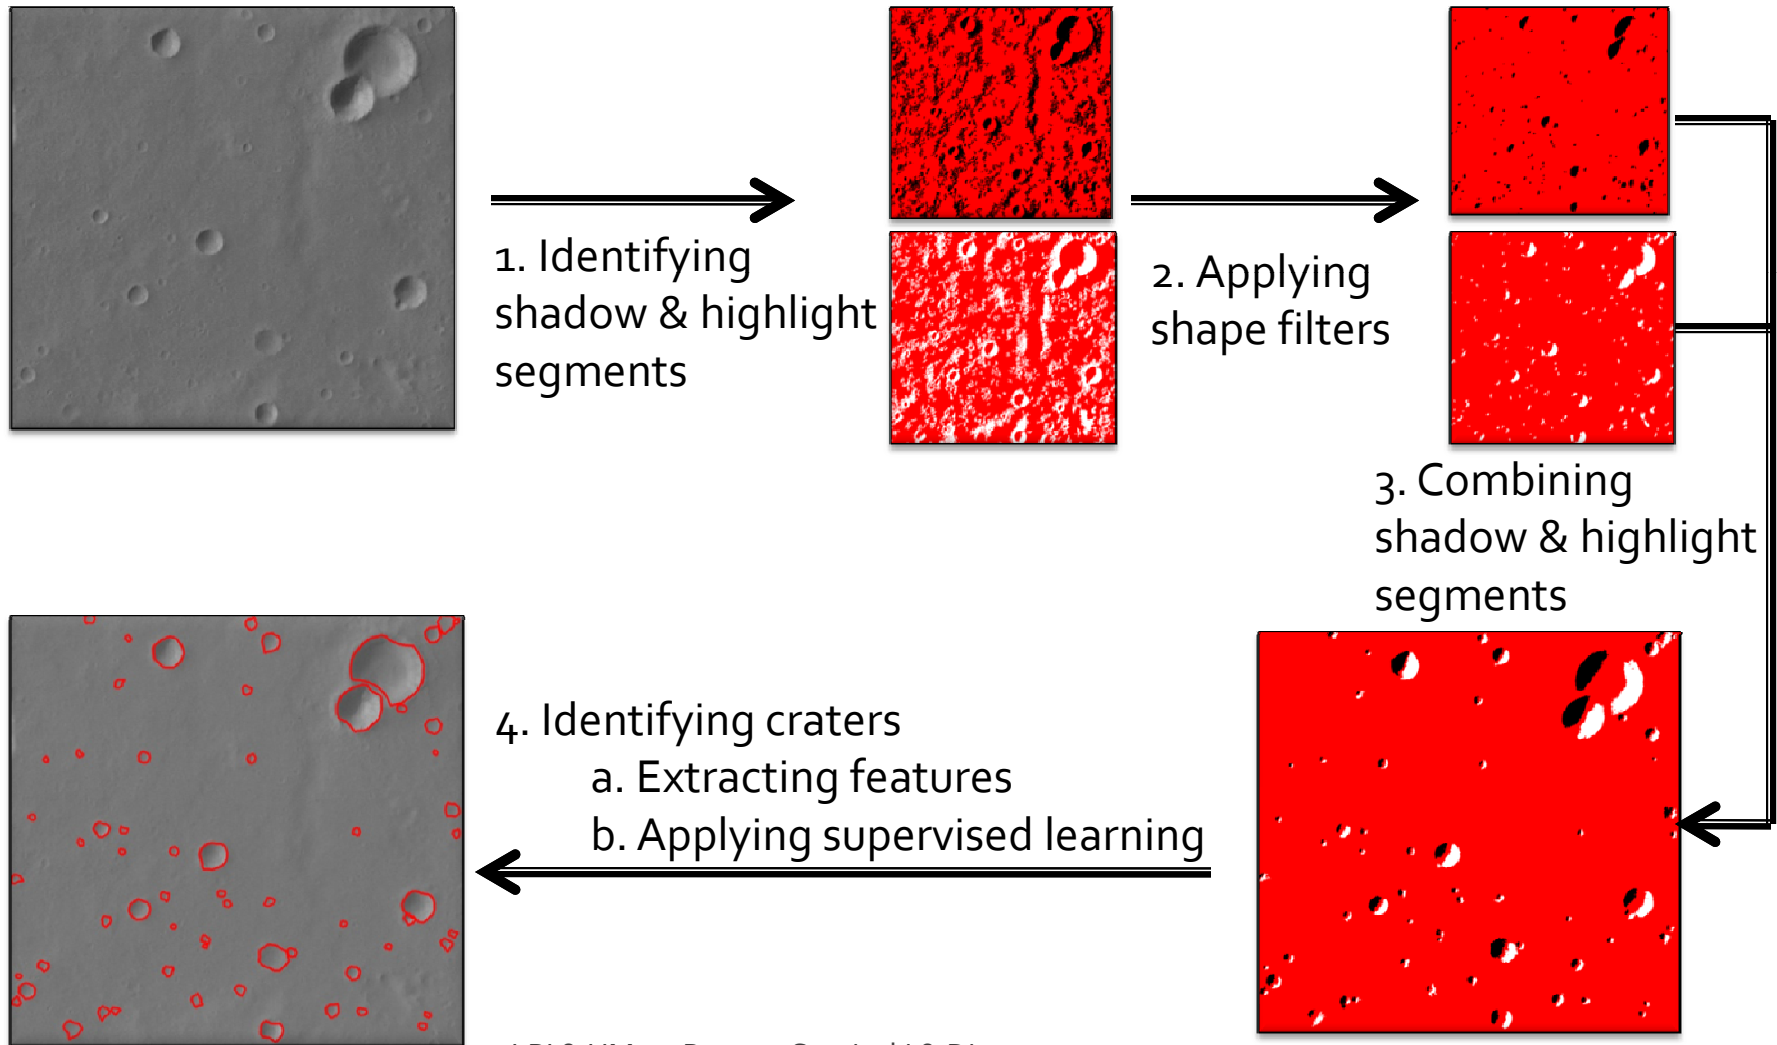 1. Identifying
shadow & highlight
segments
2. Applying
shape filters
3. Combining
shadow & highlight
segments
4. Identifying craters
a. Extracting features
b. Applying supervised learning